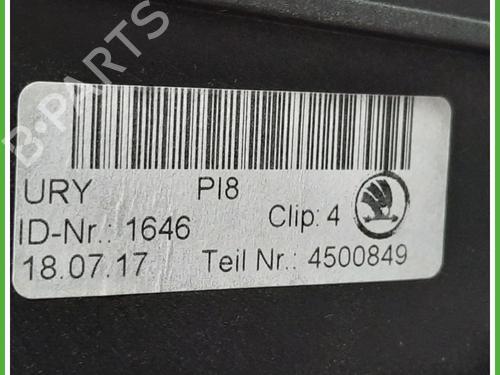 B-PARTS
URY PI8
ID-Nr.: 1646 Clip: 4
18.07.17 Teil Nr.: 4500849